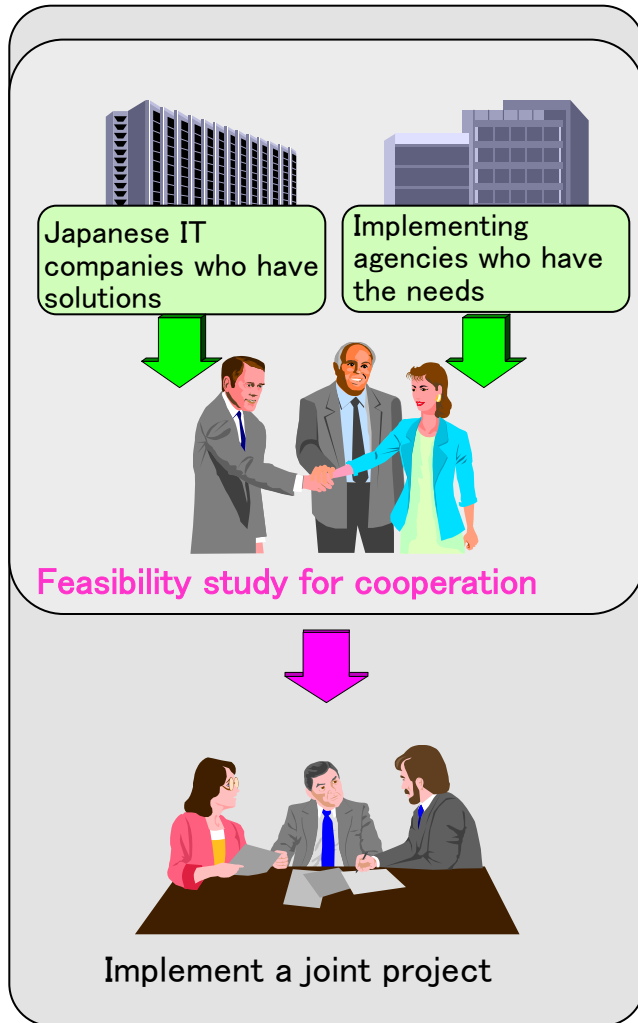 Japanese IT
companies who have
solutions
Implementing
agencies who have
the needs
Feasibility study for cooperation
Implement a joint project